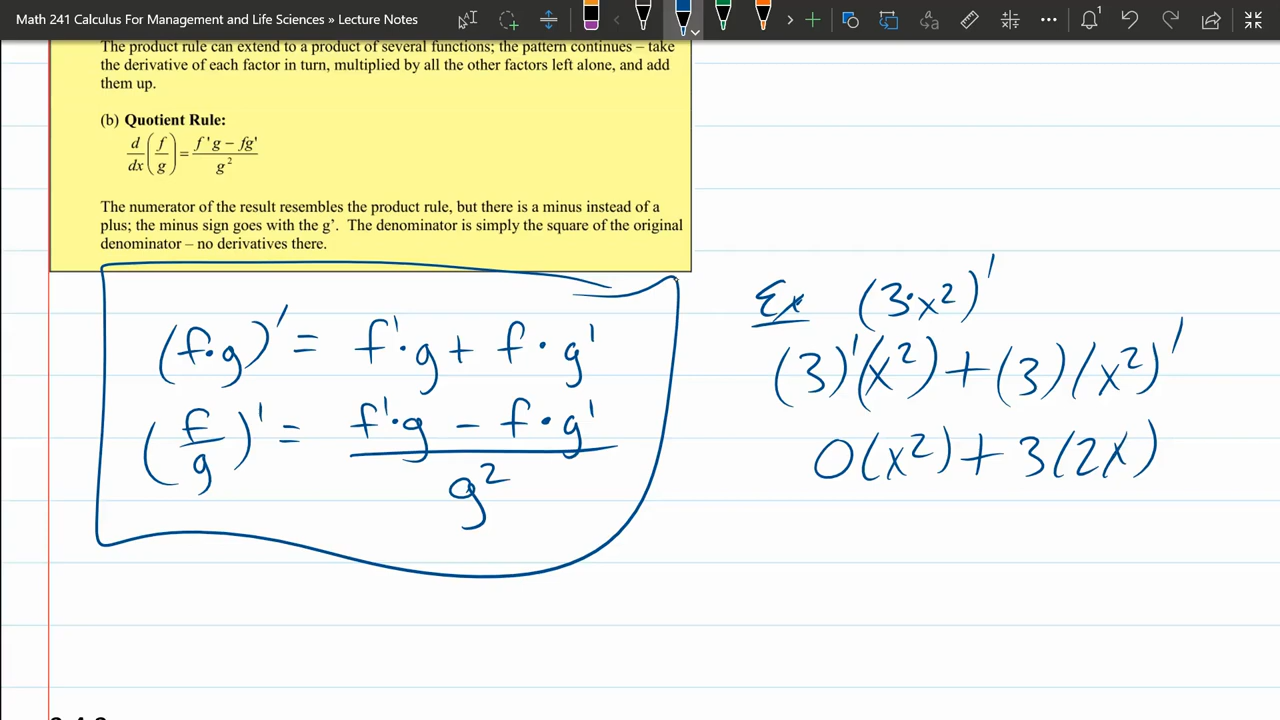 Math 241 Calculus For Management and Life Sciences » Lecture Notes
The product rule can extend to a product of several functions; the pattern continues – take
the derivative of each factor in turn, multiplied by all the other factors left alone, and add
them up.
(b) Quotient Rule:
d/dx (f/g) = (f 'g − fg')/g²
The numerator of the result resembles the product rule, but there is a minus instead of a
plus; the minus sign goes with the g’. The denominator is simply the square of the original
denominator – no derivatives there.
(f·g)' = f'·g + f·g'
(f/g)' = (f'·g − f·g')/g²
Ex (3·x²)'
(3)'(x²) + (3)(x²)'
0(x²) + 3(2x)